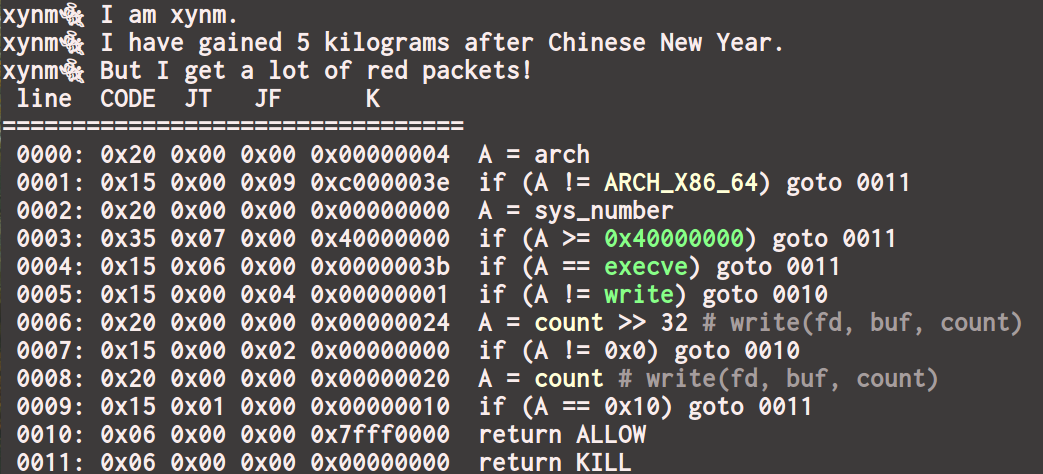 xynm I am xynm.
xynm I have gained 5 kilograms after Chinese New Year.
xynm But I get a lot of red packets!
line CODE JT JF K
=================================
0000: 0x20 0x00 0x00 0x00000004 A = arch
0001: 0x15 0x00 0x09 0xc000003e if (A != ARCH_X86_64) goto 0011
0002: 0x20 0x00 0x00 0x00000000 A = sys_number
0003: 0x35 0x07 0x00 0x40000000 if (A >= 0x40000000) goto 0011
0004: 0x15 0x06 0x00 0x0000003b if (A == execve) goto 0011
0005: 0x15 0x00 0x04 0x00000001 if (A != write) goto 0010
0006: 0x20 0x00 0x00 0x00000024 A = count >> 32 # write(fd, buf, count)
0007: 0x15 0x00 0x02 0x00000000 if (A != 0x0) goto 0010
0008: 0x20 0x00 0x00 0x00000020 A = count # write(fd, buf, count)
0009: 0x15 0x01 0x00 0x00000010 if (A == 0x10) goto 0011
0010: 0x06 0x00 0x00 0x7fff0000 return ALLOW
0011: 0x06 0x00 0x00 0x00000000 return KILL